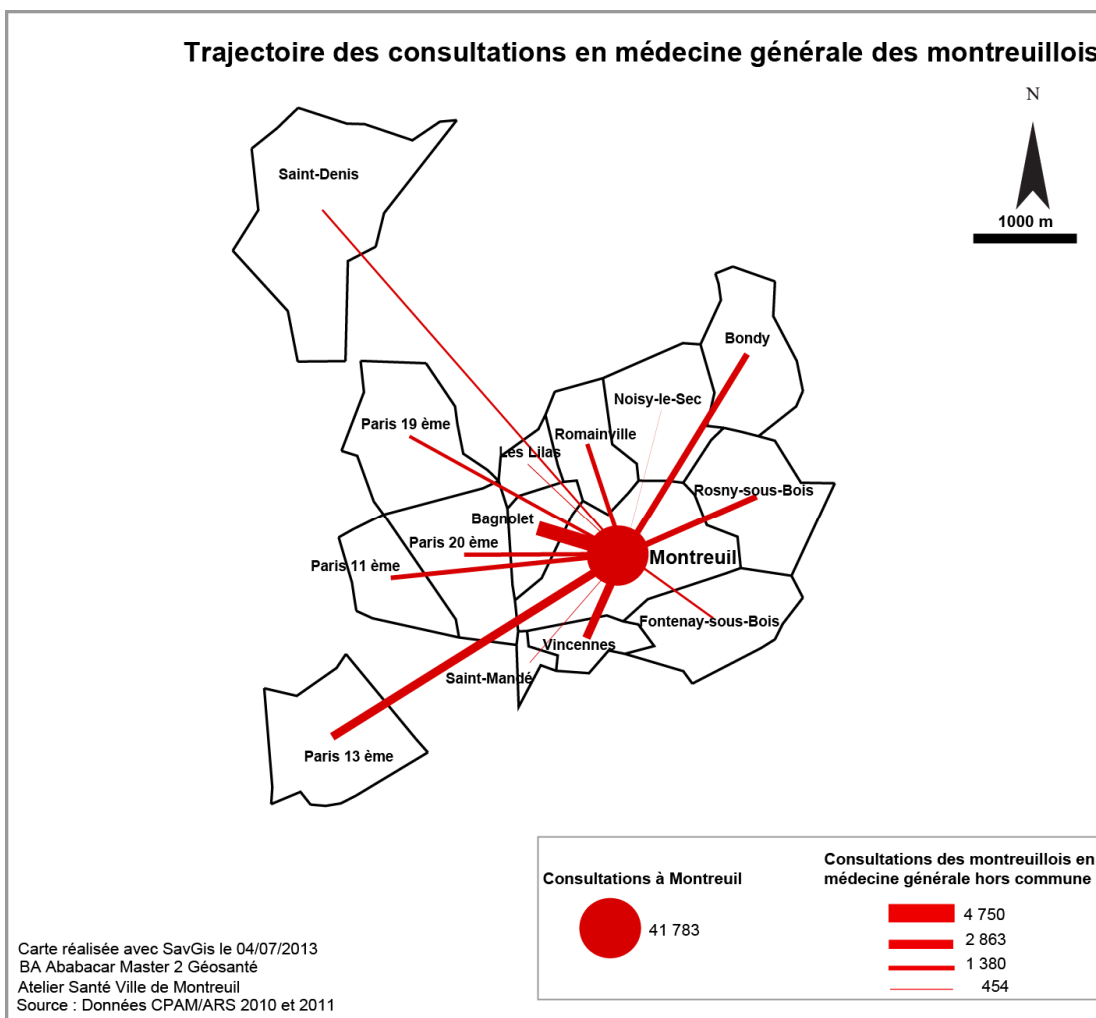 Trajectoire des consultations en médecine générale des montreuillois
N
1000 m
Saint-Denis
Bondy
Noisy-le-Sec
Paris 19 ème
Romainville
Les Lilas
Rosny-sous-Bois
Bagnolet
Paris 20 ème
Montreuil
Paris 11 ème
Fontenay-sous-Bois
Vincennes
Saint-Mandé
Paris 13 ème
Consultations à Montreuil
41 783
Consultations des montreuillois en
médecine générale hors commune
4 750
2 863
1 380
454
Carte réalisée avec SavGis le 04/07/2013
BA Ababacar Master 2 Géosanté
Atelier Santé Ville de Montreuil
Source : Données CPAM/ARS 2010 et 2011